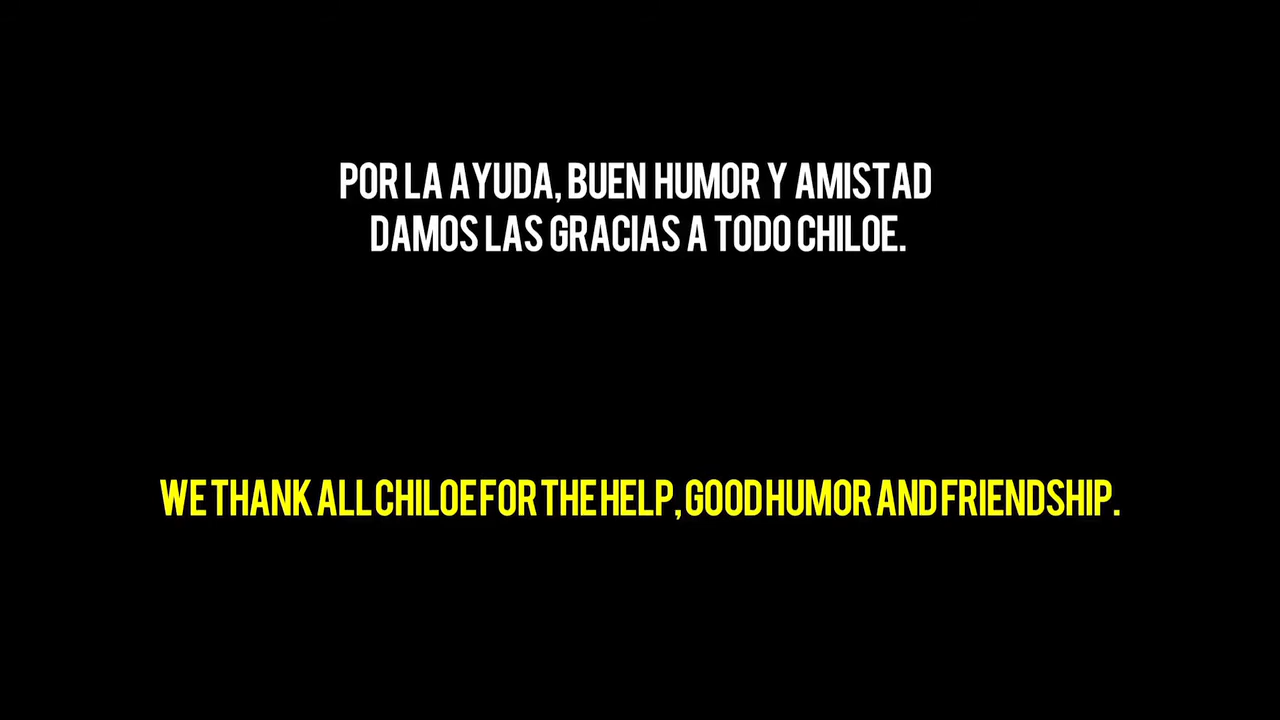 POR LA AYUDA, BUEN HUMOR Y AMISTAD
DAMOS LAS GRACIAS A TODO CHILOE.
WE THANK ALL CHILOE FOR THE HELP, GOOD HUMOR AND FRIENDSHIP.